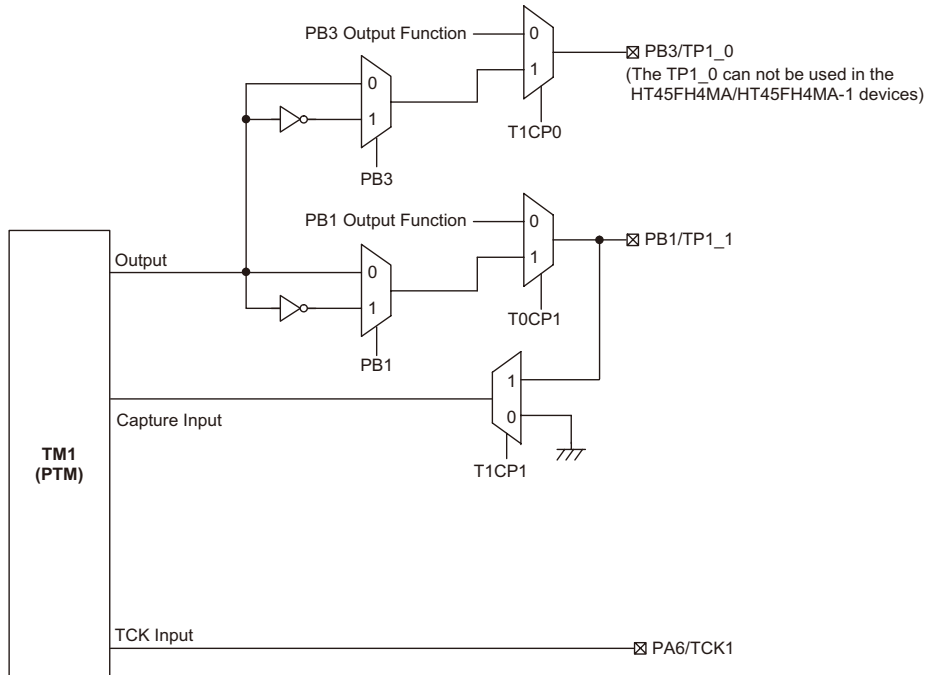 PB3 Output Function
0
1
T1CP0
PB3/TP1_0
(The TP1_0 can not be used in the
HT45FH4MA/HT45FH4MA-1 devices)
0
1
PB3
PB1 Output Function
0
1
T0CP1
PB1/TP1_1
Output
0
1
PB1
1
0
T1CP1
Capture Input
TM1
(PTM)
TCK Input
PA6/TCK1